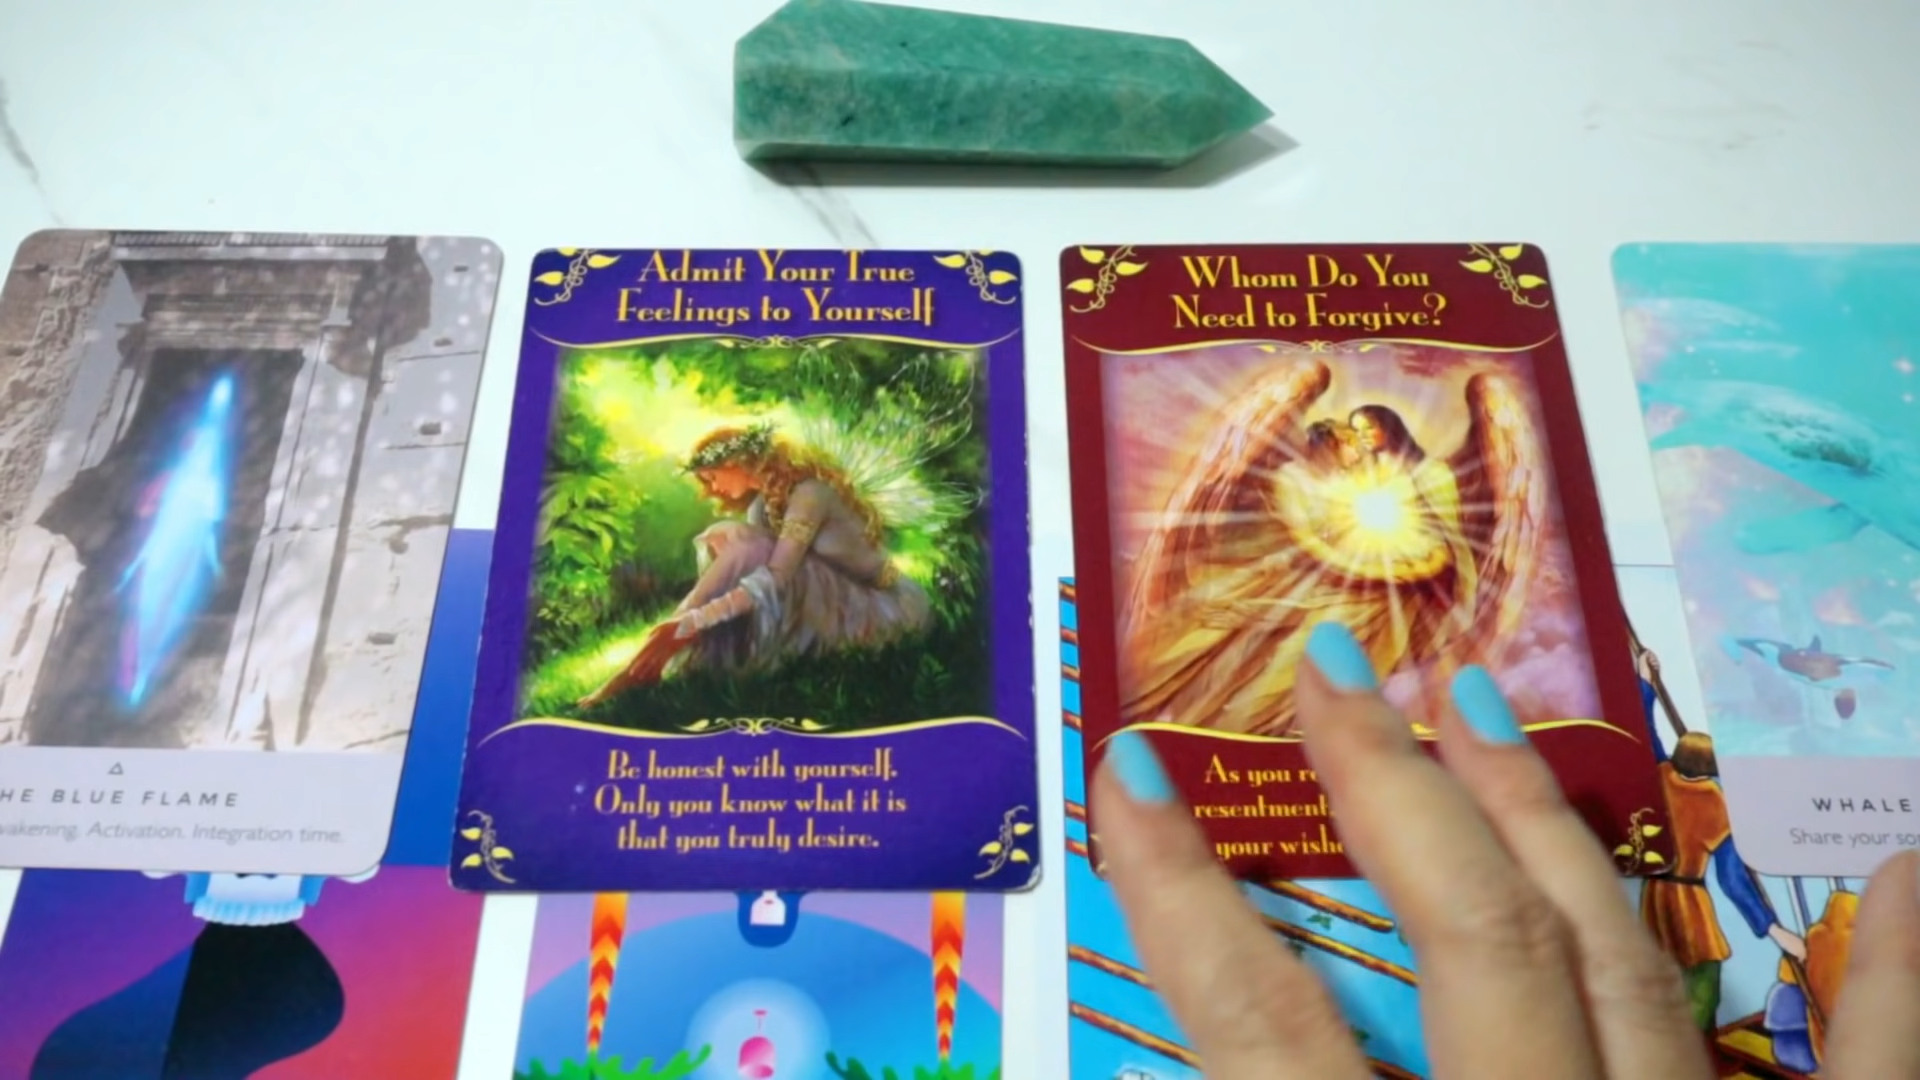 Admit Your True
Feelings to Yourself
Whom Do You
Need to Forgive?
Be honest with yourself.
Only you know what it is
that you truly desire.
As you
resentment
your
HE BLUE FLAME
Activation. Integration time.
WHALE
Share your